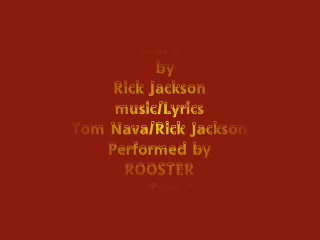 by
Rick Jackson
music/Lyrics
Tom Nava/Rick Jackson
Performed by
ROOSTER